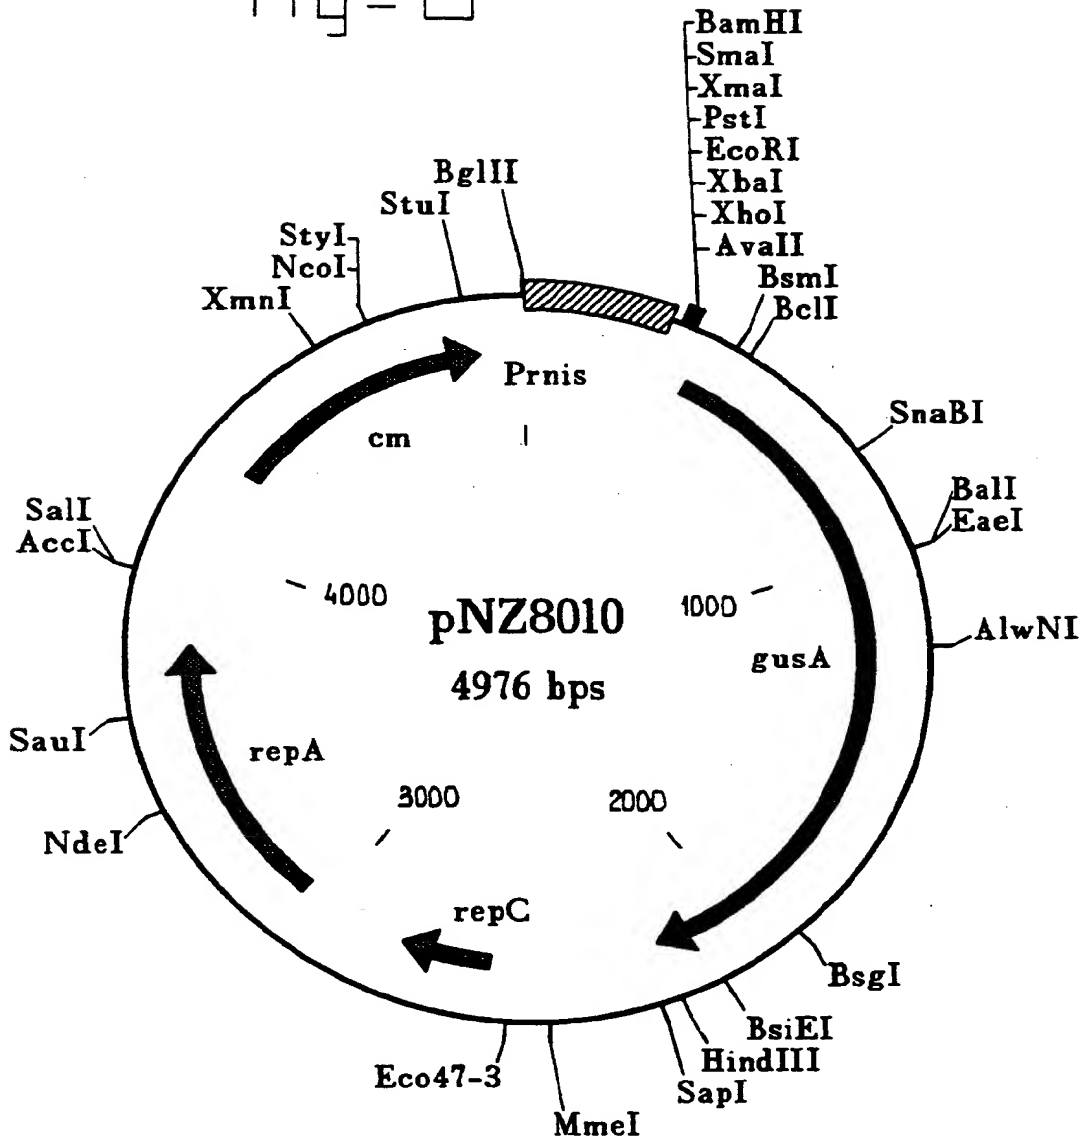 BamHI
SmaI
XmaI
PstI
EcoRI
XbaI
XhoI
AvaII
BglII
StuI
StyI
NcoI
XmnI
BsmI
BclI
Prnis
cm
SnaBI
BalI
EaeI
SalI
AccI
4000
1000
pNZ8010
4976 bps
gusA
AlwNI
SauI
repA
NdeI
3000
2000
repC
BsgI
BsiEI
HindIII
SapI
Eco47-3
MmeI